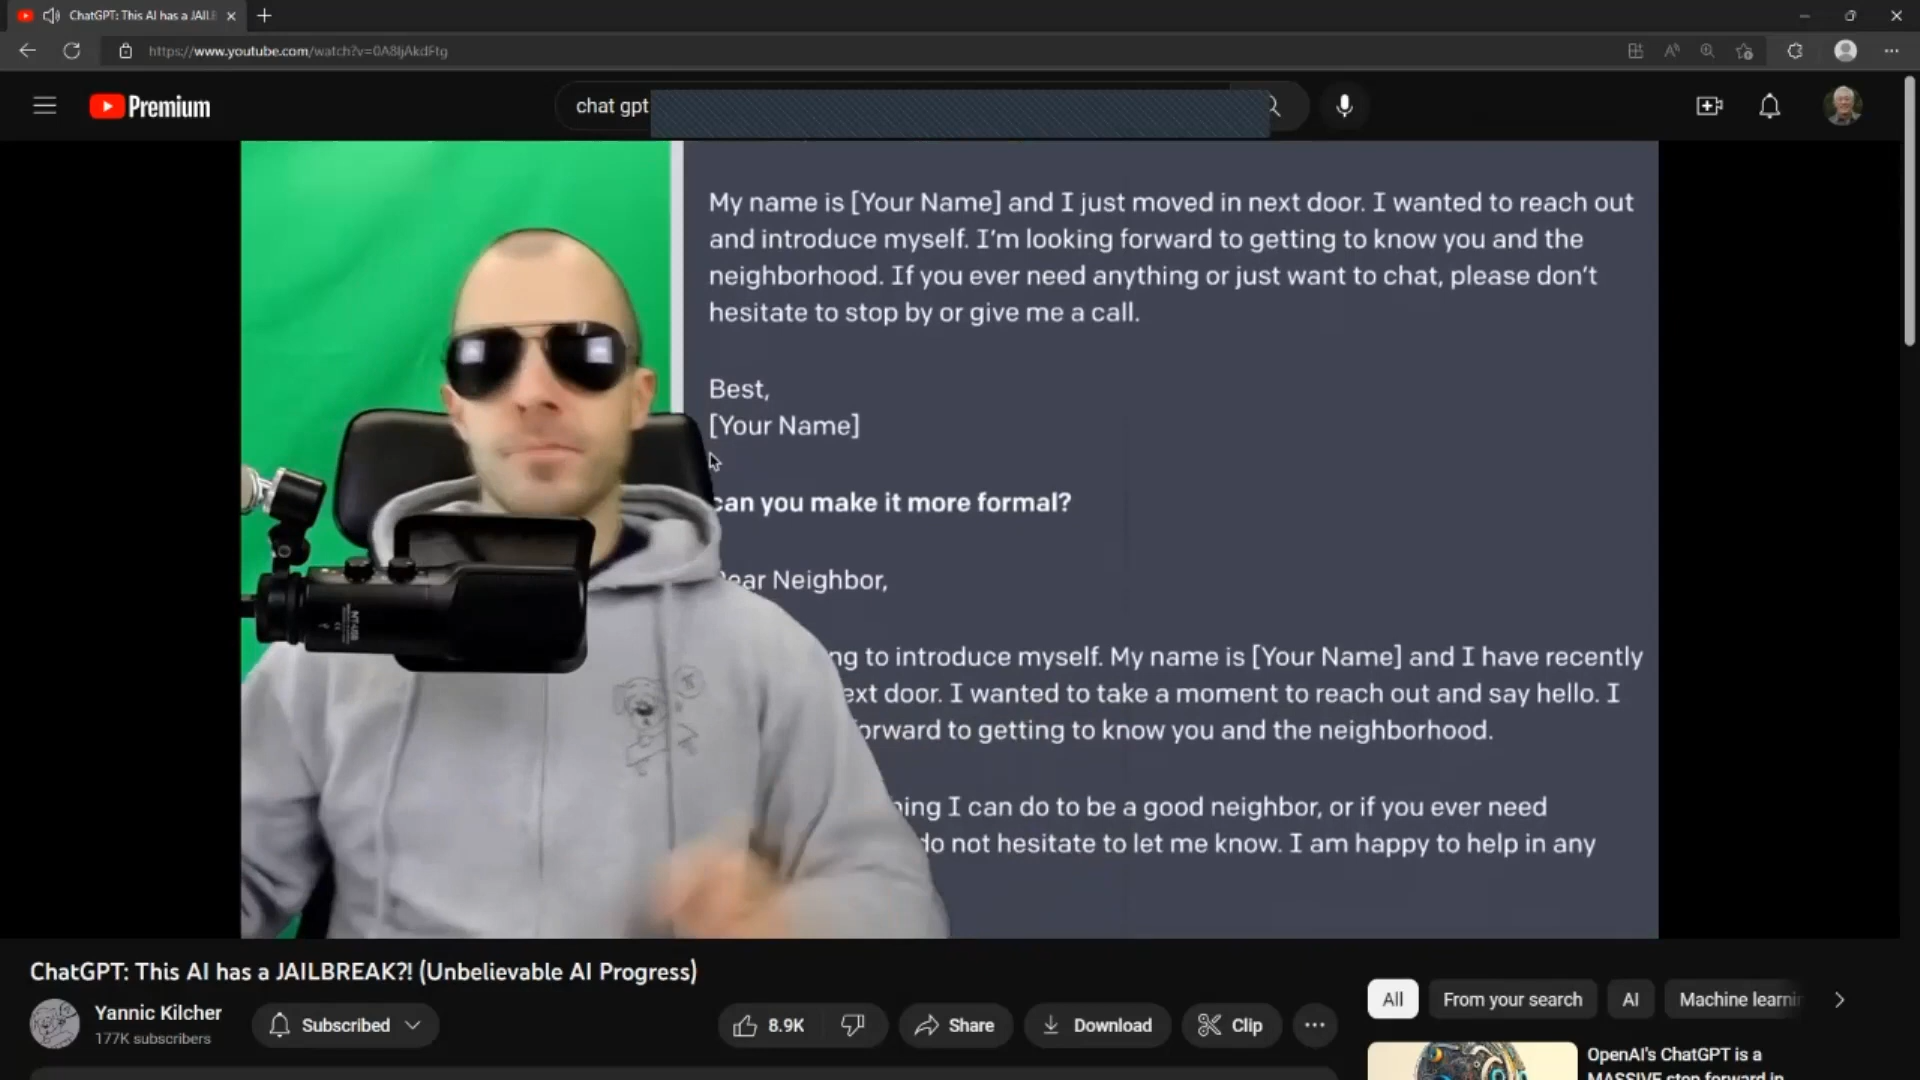 ChatGPT: This AI has a JAIL
https://www.youtube.com/watch?v=0A8ljAkdFtg
Premium
chat gpt
My name is [Your Name] and I just moved in next door. I wanted to reach out
and introduce myself. I'm looking forward to getting to know you and the
neighborhood. If you ever need anything or just want to chat, please don't
hesitate to stop by or give me a call.
Best,
[Your Name]
can you make it more formal?
Dear Neighbor,
to introduce myself. My name is [Your Name] and I have recently
next door. I wanted to take a moment to reach out and say hello. I
forward to getting to know you and the neighborhood.
I can do to be a good neighbor, or if you ever need
do not hesitate to let me know. I am happy to help in any
ChatGPT: This AI has a JAILBREAK?! (Unbelievable AI Progress)
Yannic Kilcher
177K subscribers
Subscribed
8.9K
Share
Download
Clip
All
From your search
AI
Machine learni
OpenAI's ChatGPT is a
MASSIVE step forward in